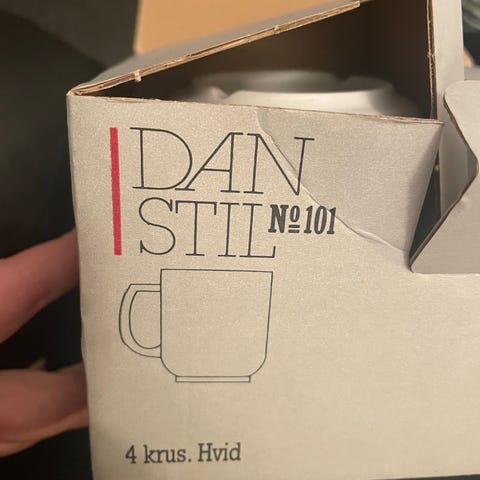 DAN
STIL Nº101
4 krus. Hvid